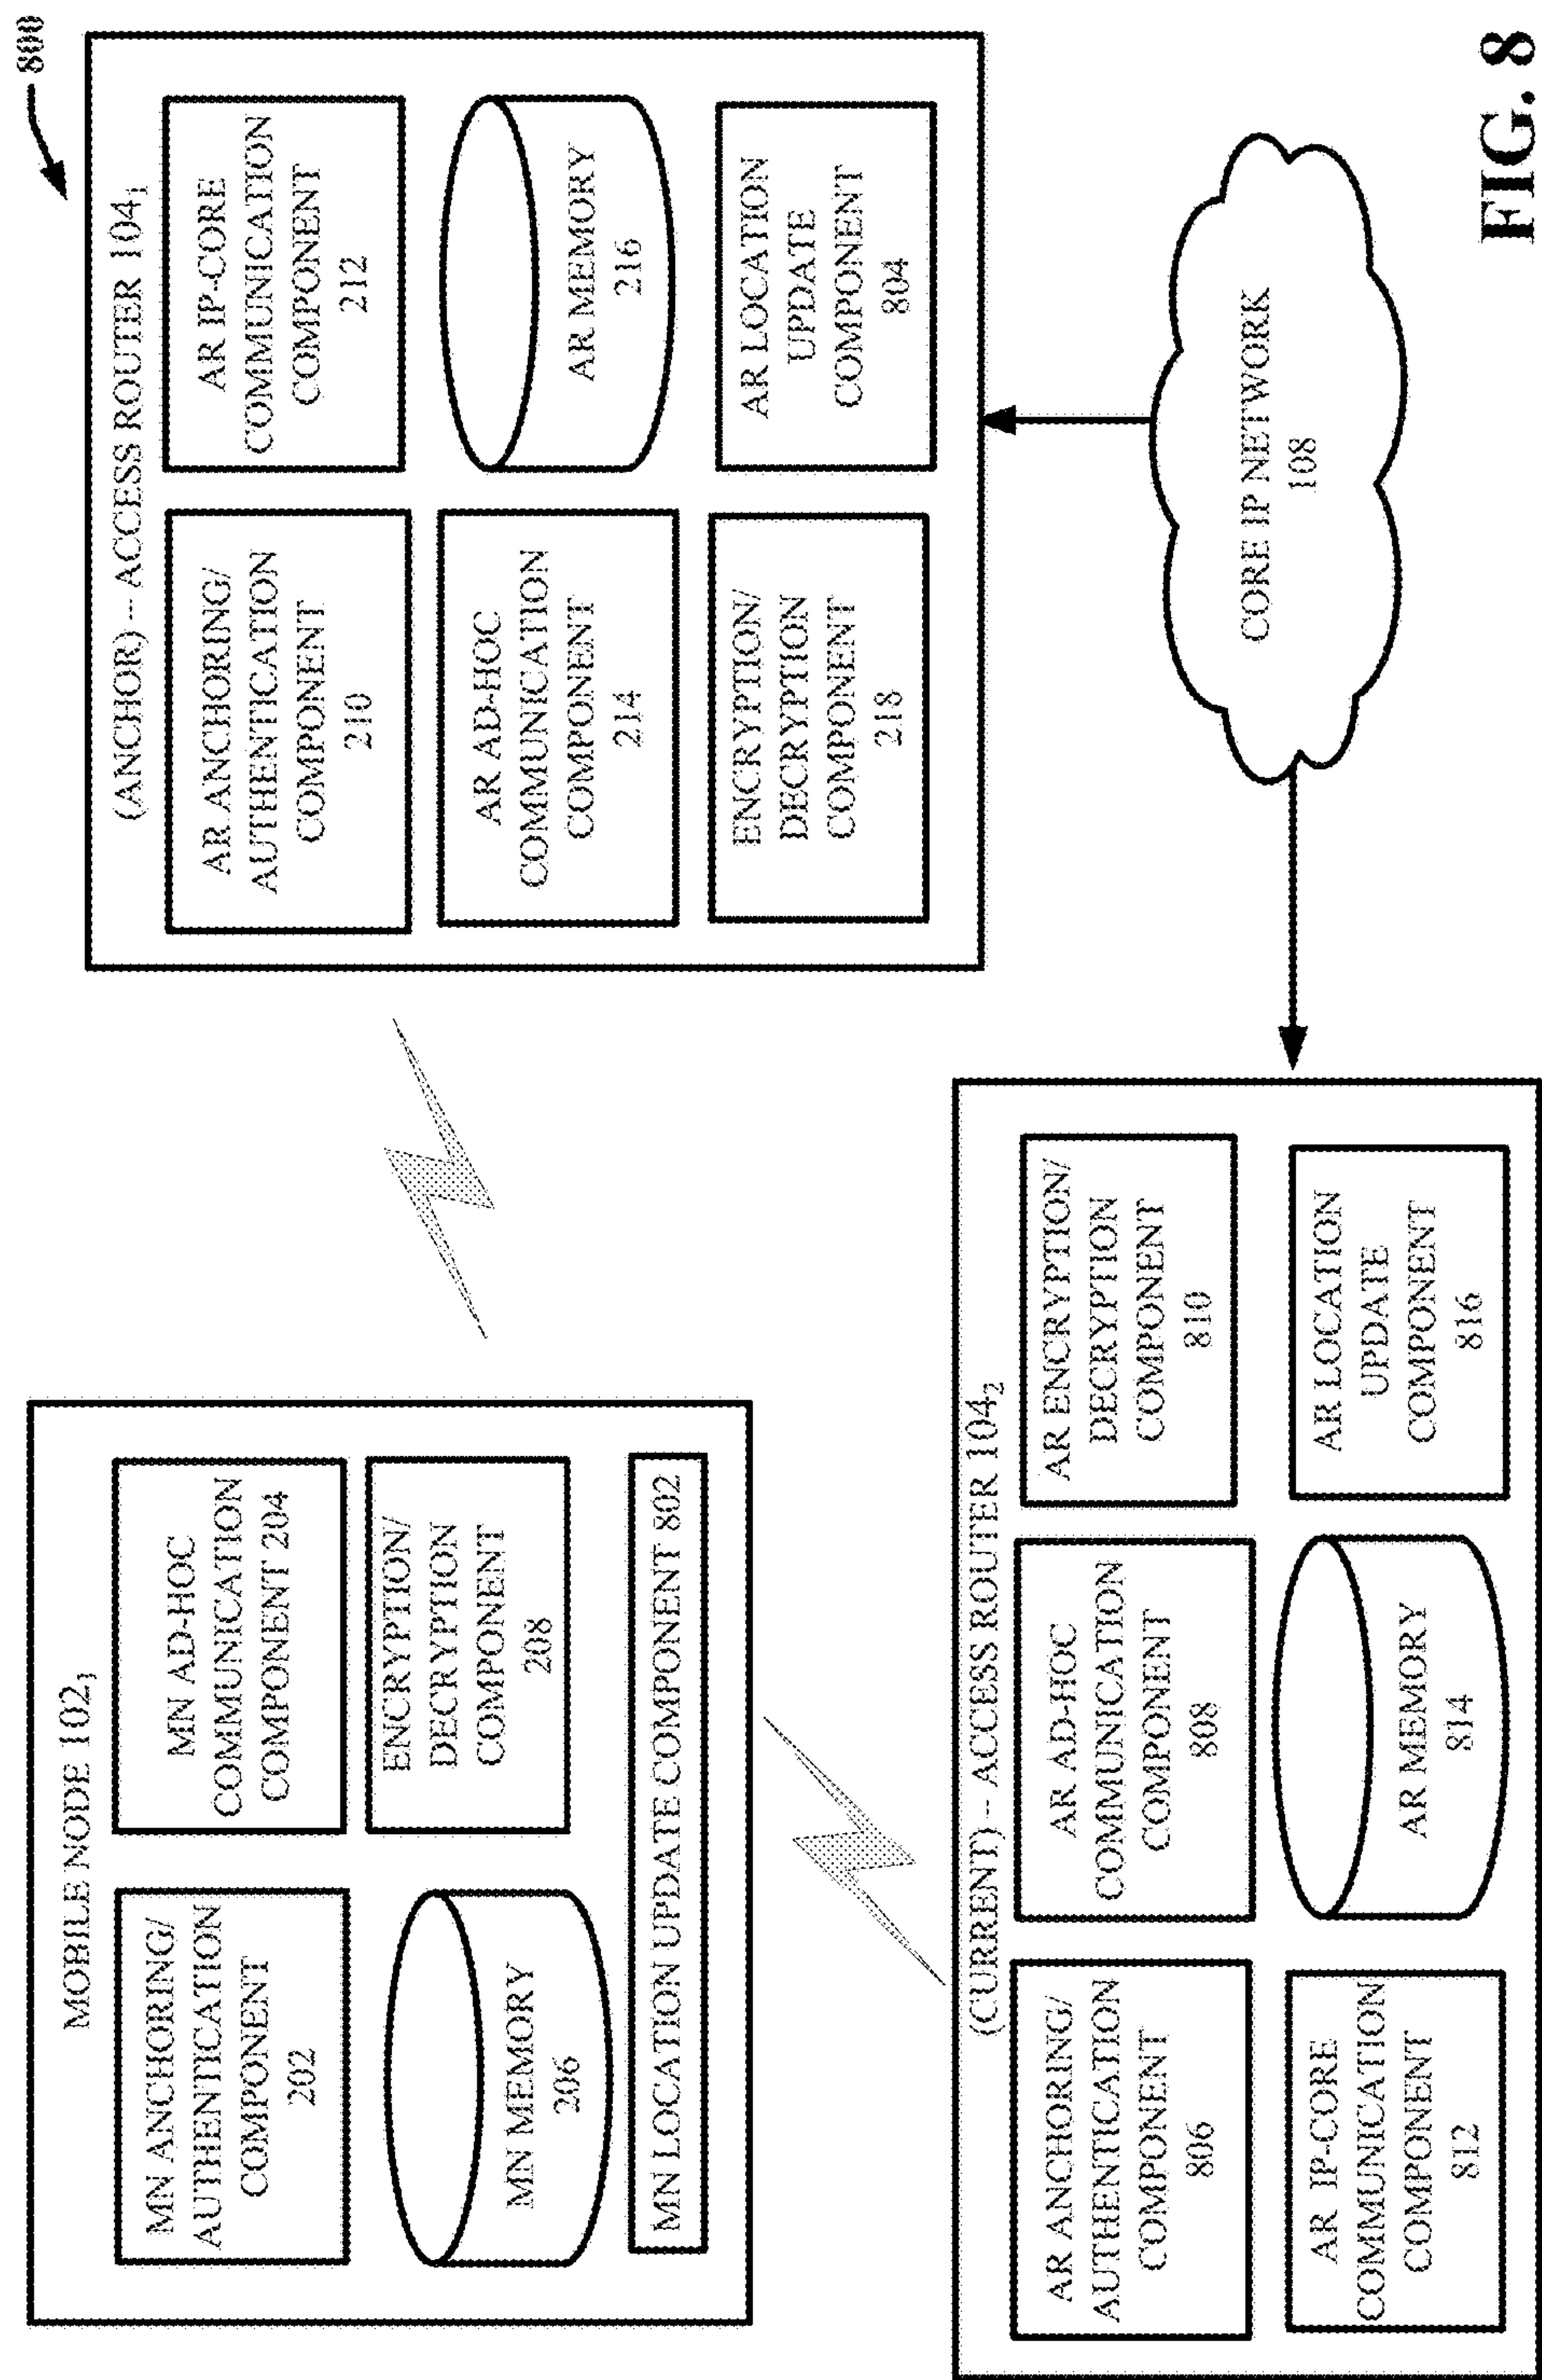 800
MOBILE NODE 102₁
MN ANCHORING/
AUTHENTICATION
COMPONENT
202
MN AD-HOC
COMMUNICATION
COMPONENT 204
MN MEMORY
206
ENCRYPTION/
DECRYPTION
COMPONENT
208
MN LOCATION UPDATE COMPONENT 802
(ANCHOR) -- ACCESS ROUTER 104₁
AR ANCHORING/
AUTHENTICATION
COMPONENT
210
AR IP-CORE
COMMUNICATION
COMPONENT
212
AR AD-HOC
COMMUNICATION
COMPONENT
214
AR MEMORY
216
ENCRYPTION/
DECRYPTION
COMPONENT
218
AR LOCATION
UPDATE
COMPONENT
804
(CURRENT) -- ACCESS ROUTER 104₂
AR ANCHORING/
AUTHENTICATION
COMPONENT
806
AR AD-HOC
COMMUNICATION
COMPONENT
808
AR ENCRYPTION/
DECRYPTION
COMPONENT
810
AR IP-CORE
COMMUNICATION
COMPONENT
812
AR MEMORY
814
AR LOCATION
UPDATE
COMPONENT
816
CORE IP NETWORK
108
FIG. 8